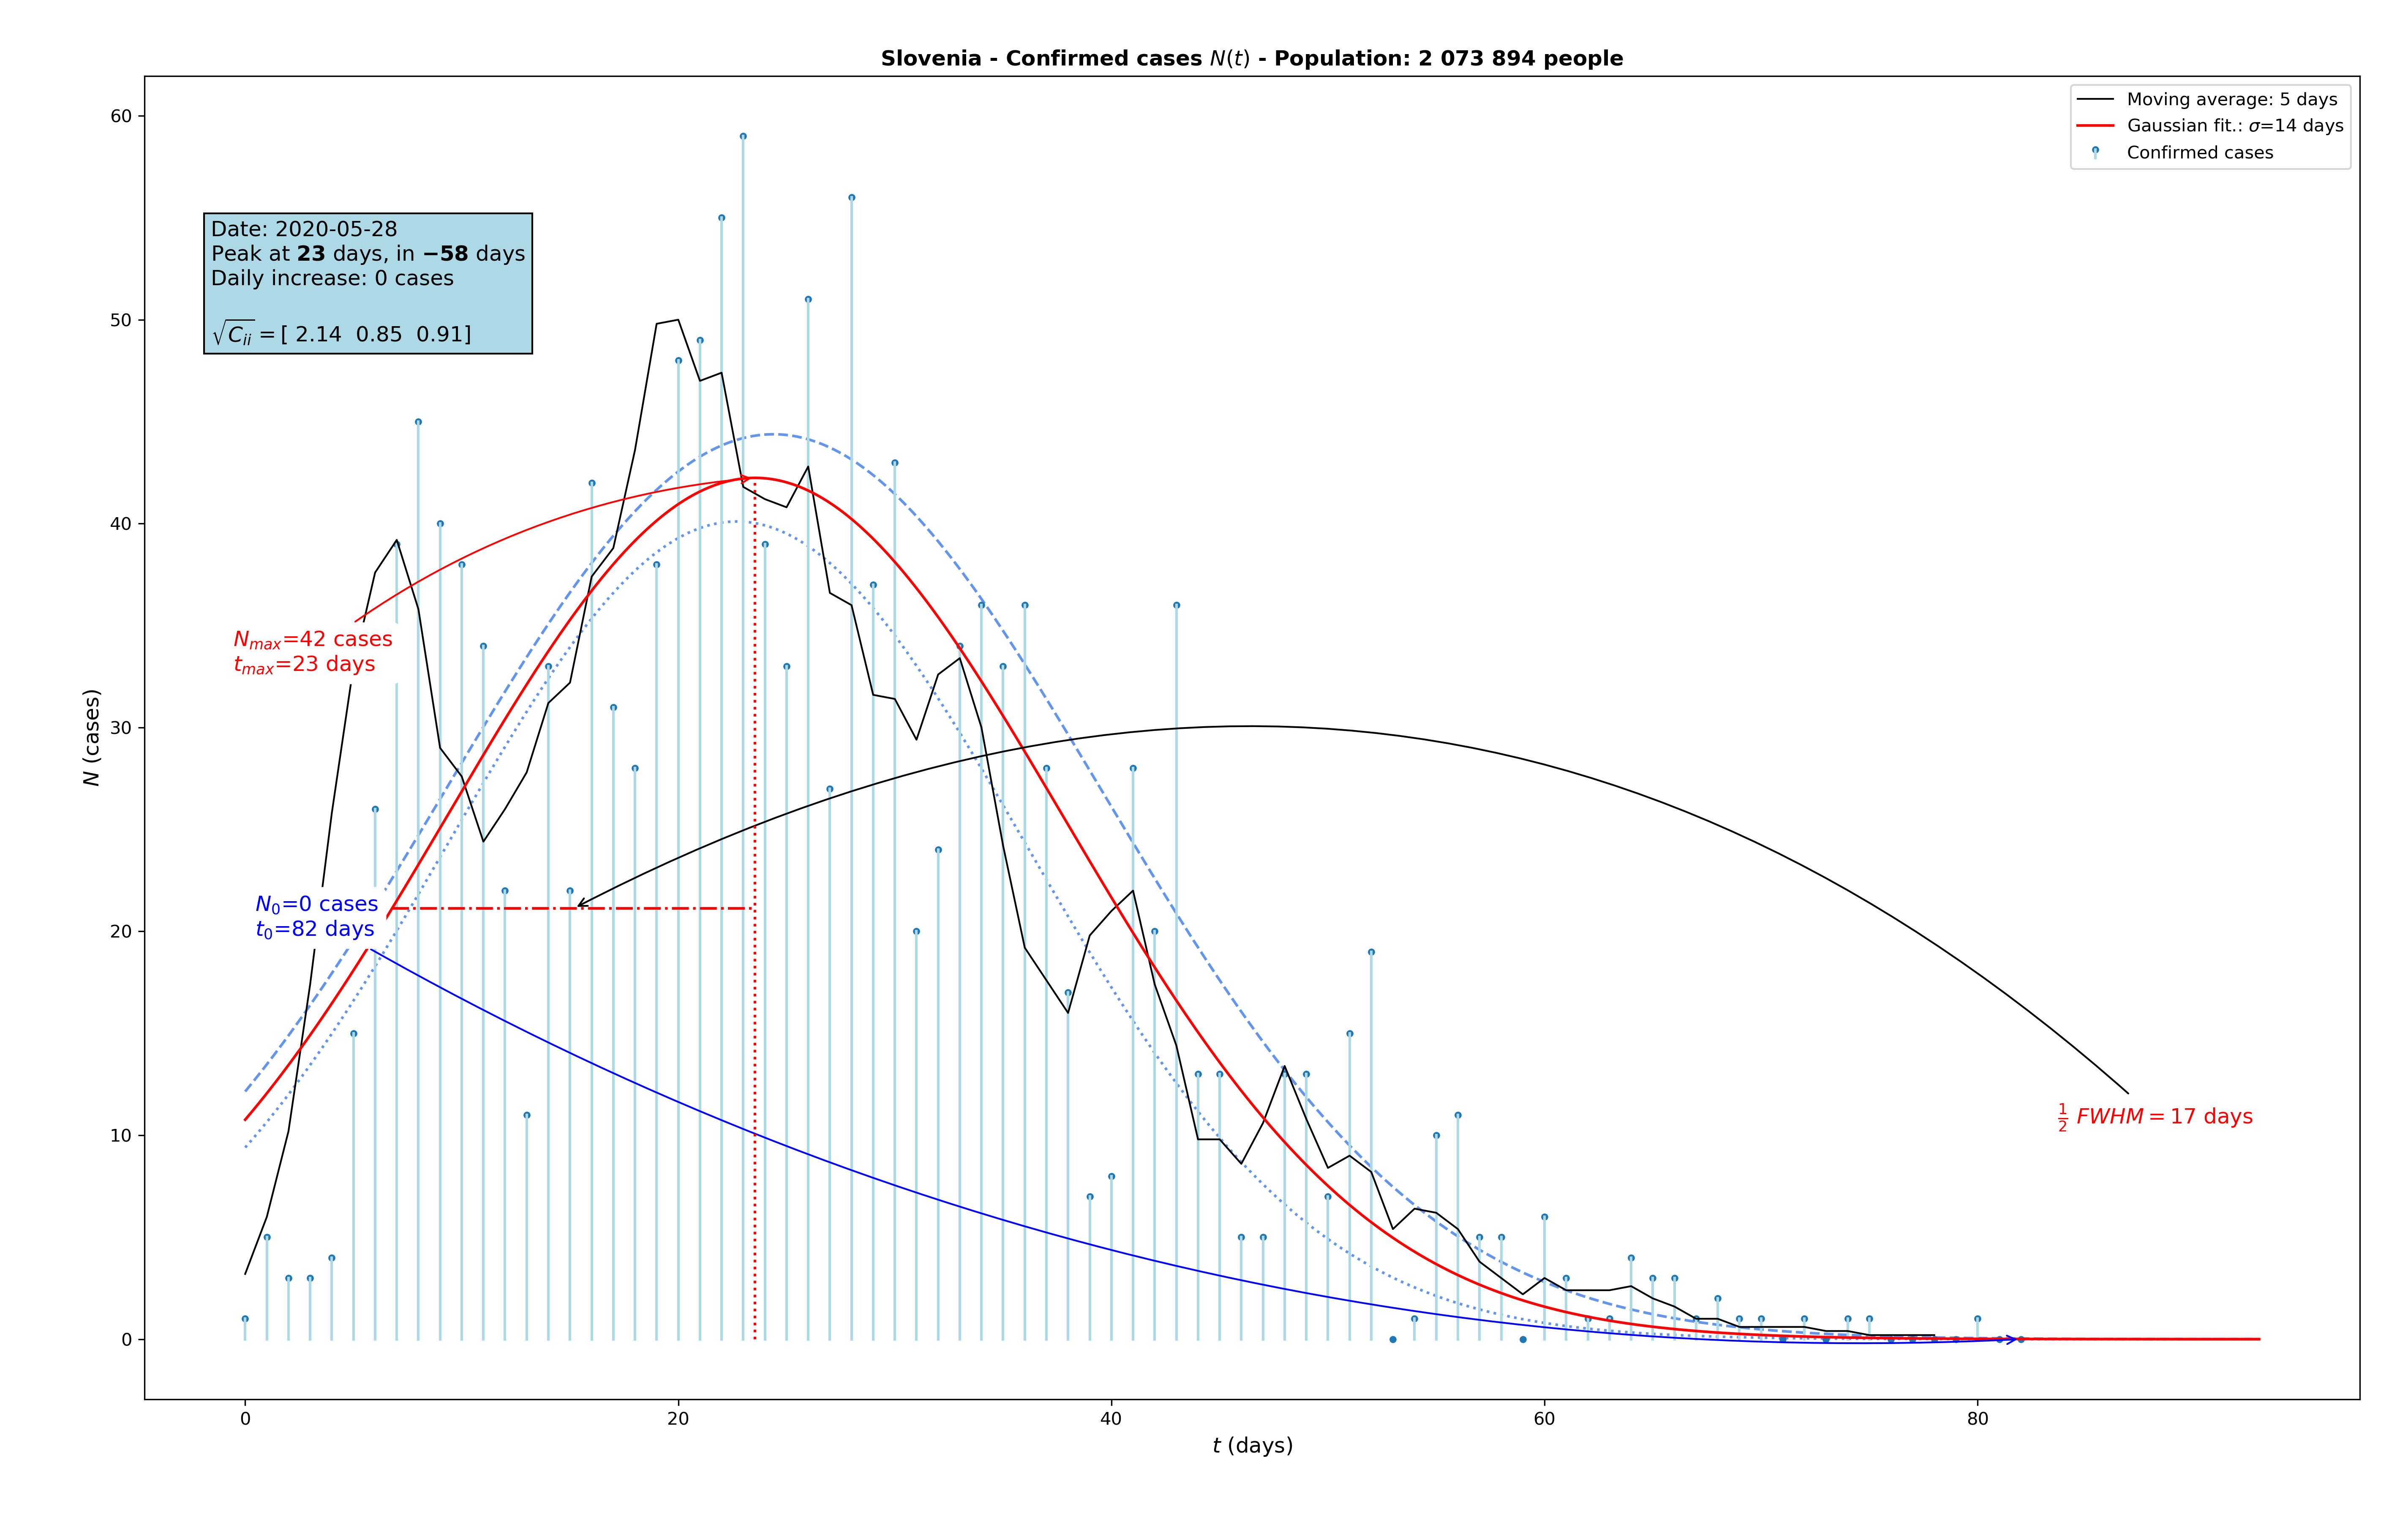 Slovenia - Confirmed cases N(t) - Population: 2 073 894 people
Moving average: 5 days
Gaussian fit.: σ=14 days
Confirmed cases
Date: 2020-05-28
Peak at 23 days, in −58 days
Daily increase: 0 cases
√C_ii = [ 2.14 0.85 0.91]
N_max=42 cases
t_max=23 days
N_0=0 cases
t_0=82 days
1/2 FWHM = 17 days
60
50
40
30
20
10
0
N (cases)
0 20 40 60 80
t (days)